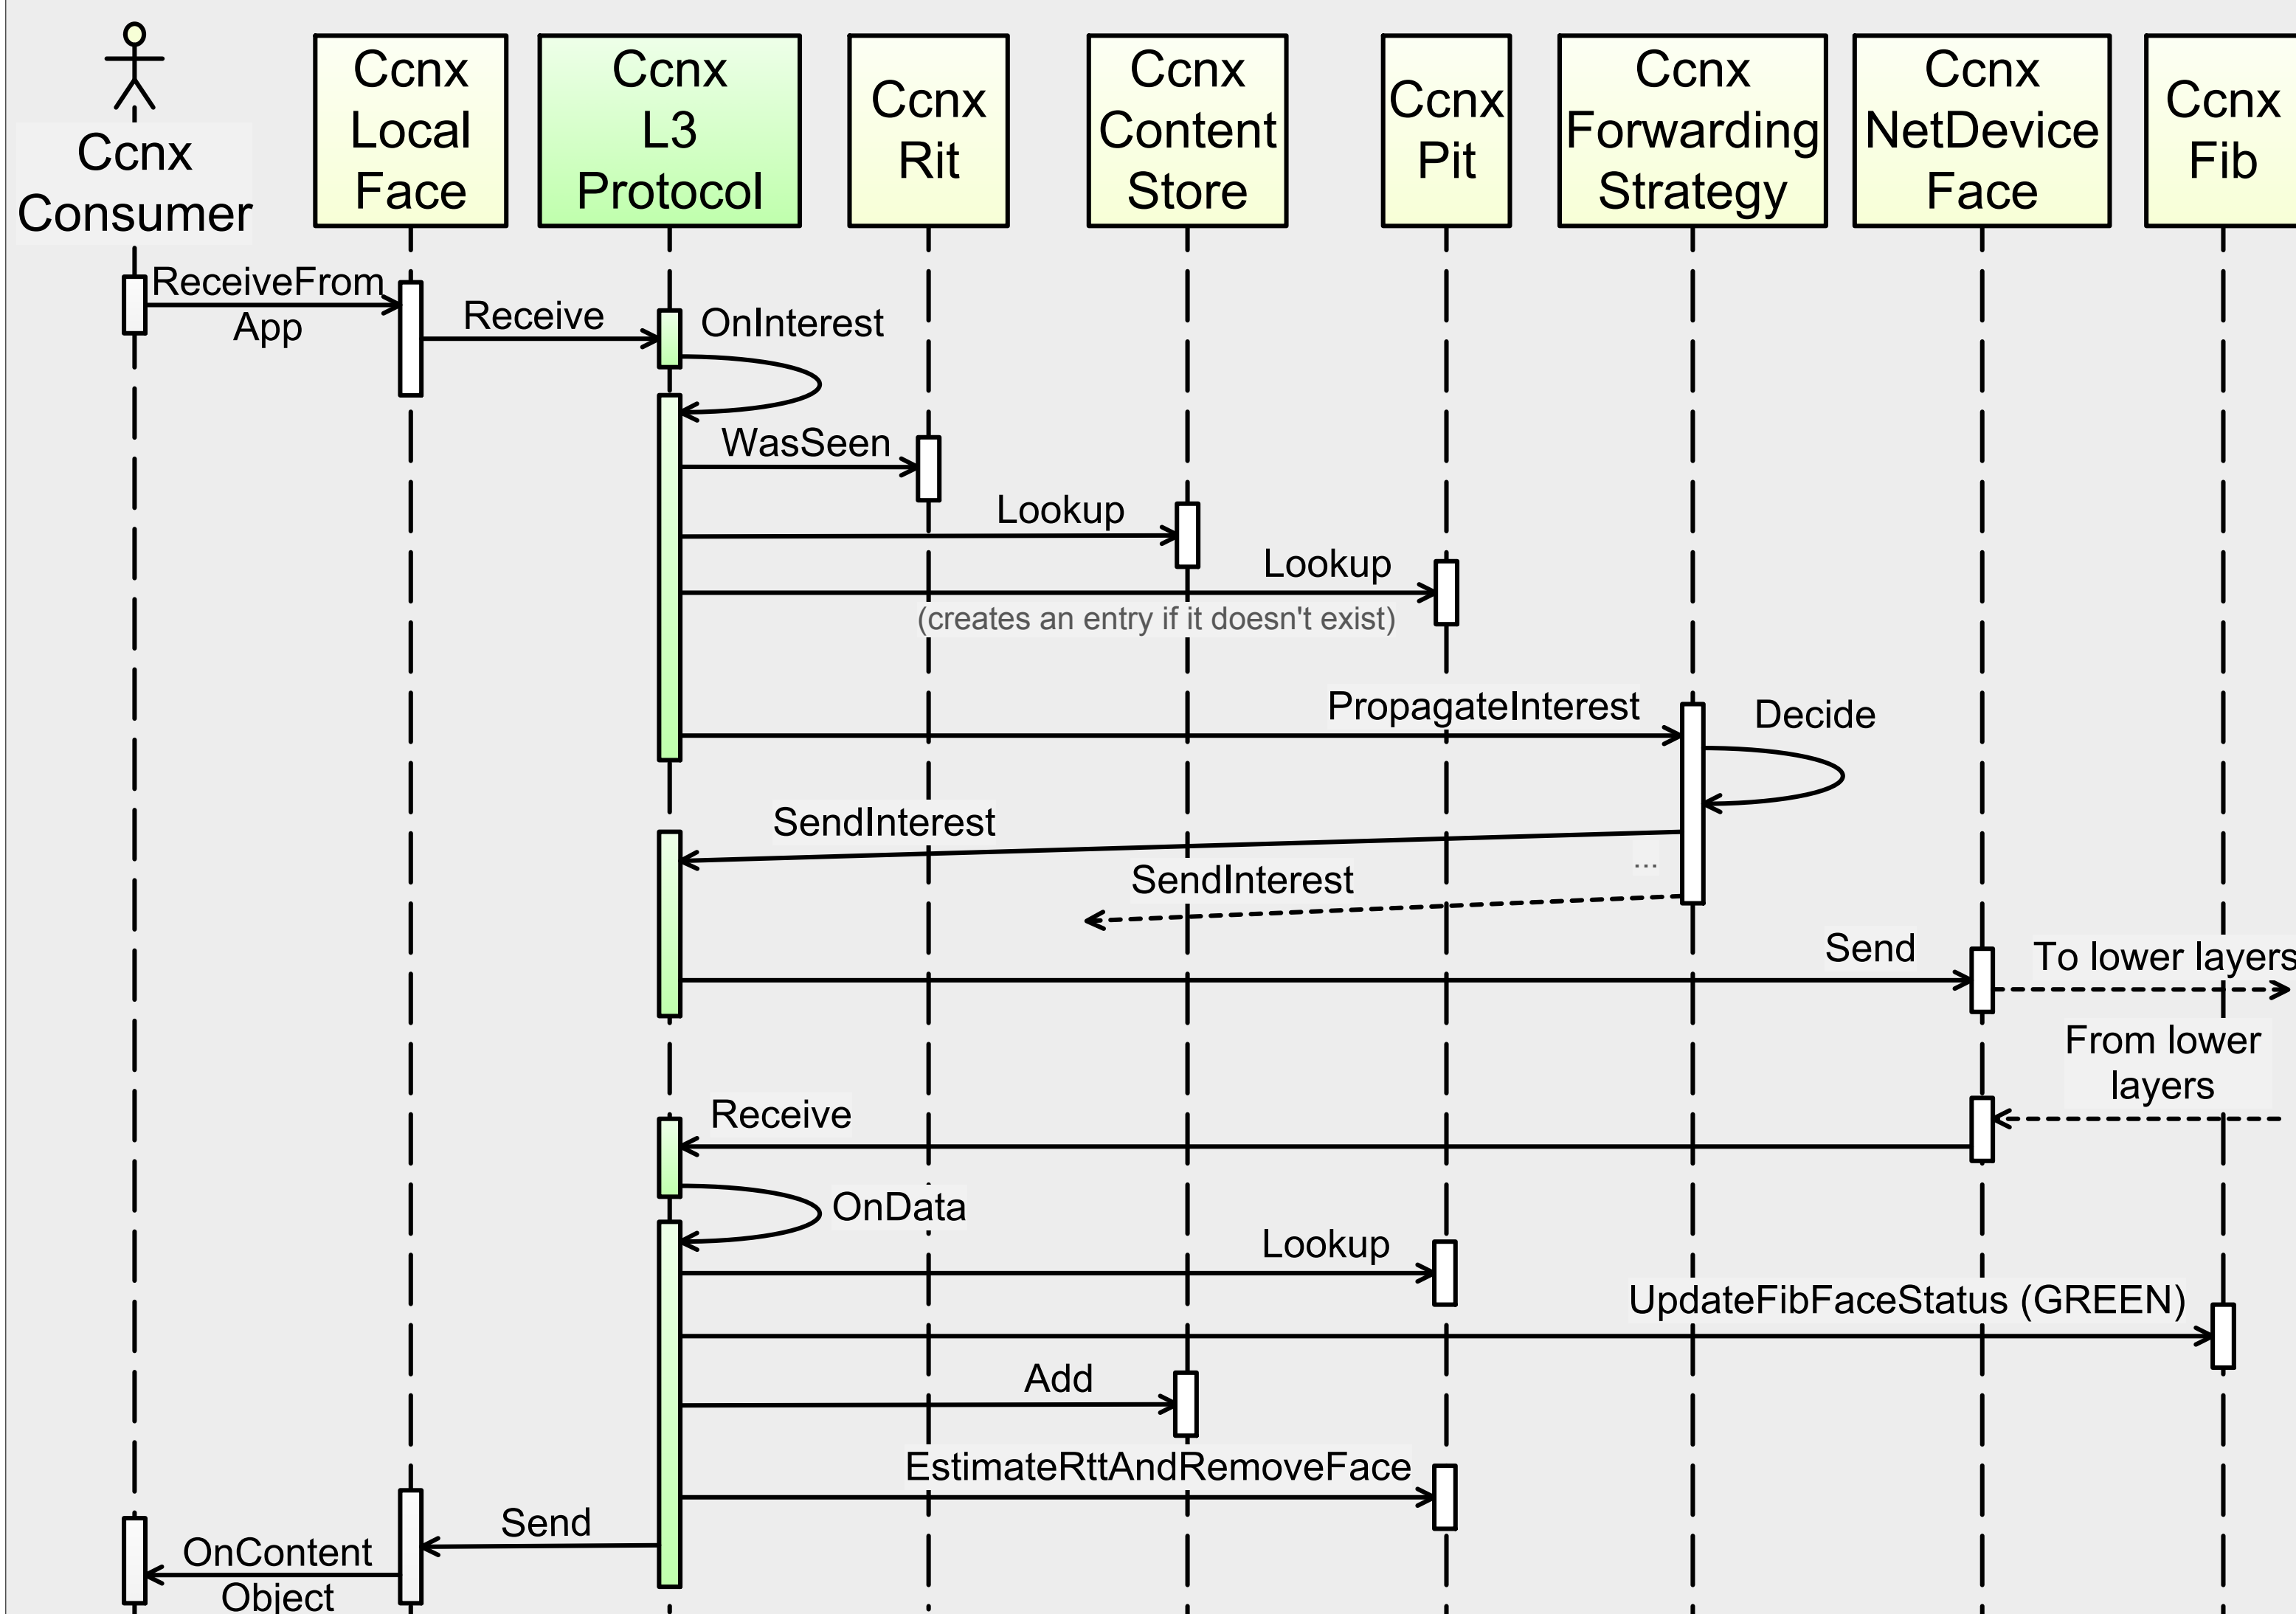 Ccnx
Consumer
Ccnx
Local
Face
Ccnx
L3
Protocol
Ccnx
Rit
Ccnx
Content
Store
Ccnx
Pit
Ccnx
Forwarding
Strategy
Ccnx
NetDevice
Face
Ccnx
Fib
ReceiveFrom
App
Receive
OnInterest
WasSeen
Lookup
Lookup
(creates an entry if it doesn't exist)
PropagateInterest
Decide
SendInterest
...
SendInterest
Send
To lower layers
From lower
layers
Receive
OnData
Lookup
UpdateFibFaceStatus (GREEN)
Add
EstimateRttAndRemoveFace
Send
OnContent
Object